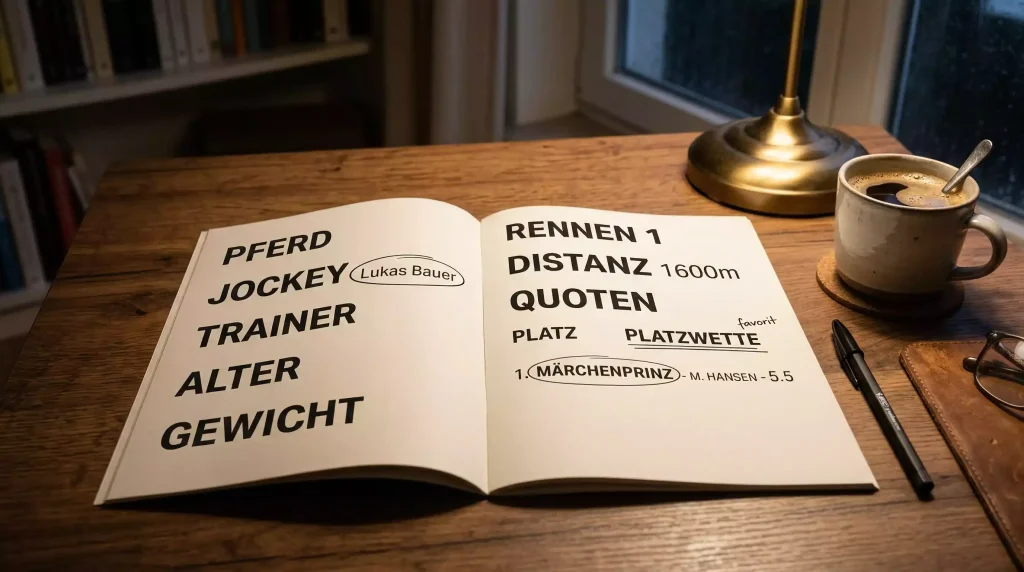 PFERD
JOCKEY Lukas Bauer
TRAINER
ALTER
GEWICHT
RENNEN 1
DISTANZ 1600m
QUOTEN
favorit
PLATZ PLATZWETTE
1. MÄRCHENPRINZ - M. HANSEN - 5.5